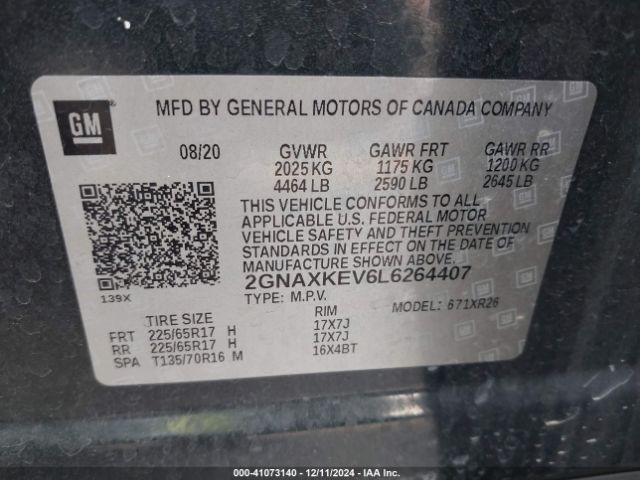 GM
MFD BY GENERAL MOTORS OF CANADA COMPANY
08/20 GVWR GAWR FRT GAWR RR
2025 KG 1175 KG 1200 KG
4464 LB 2590 LB 2645 LB
THIS VEHICLE CONFORMS TO ALL
APPLICABLE U.S. FEDERAL MOTOR
VEHICLE SAFETY AND THEFT PREVENTION
STANDARDS IN EFFECT ON THE DATE OF
MANUFACTURE SHOWN ABOVE.
2GNAXKEV6L6264407
139X
TYPE: M.P.V. MODEL: 671XR26
TIRE SIZE RIM
FRT 225/65R17 H 17X7J
RR 225/65R17 H 17X7J
SPA T135/70R16 M 16X4BT
000-41073140 - 12/11/2024 - IAA Inc.